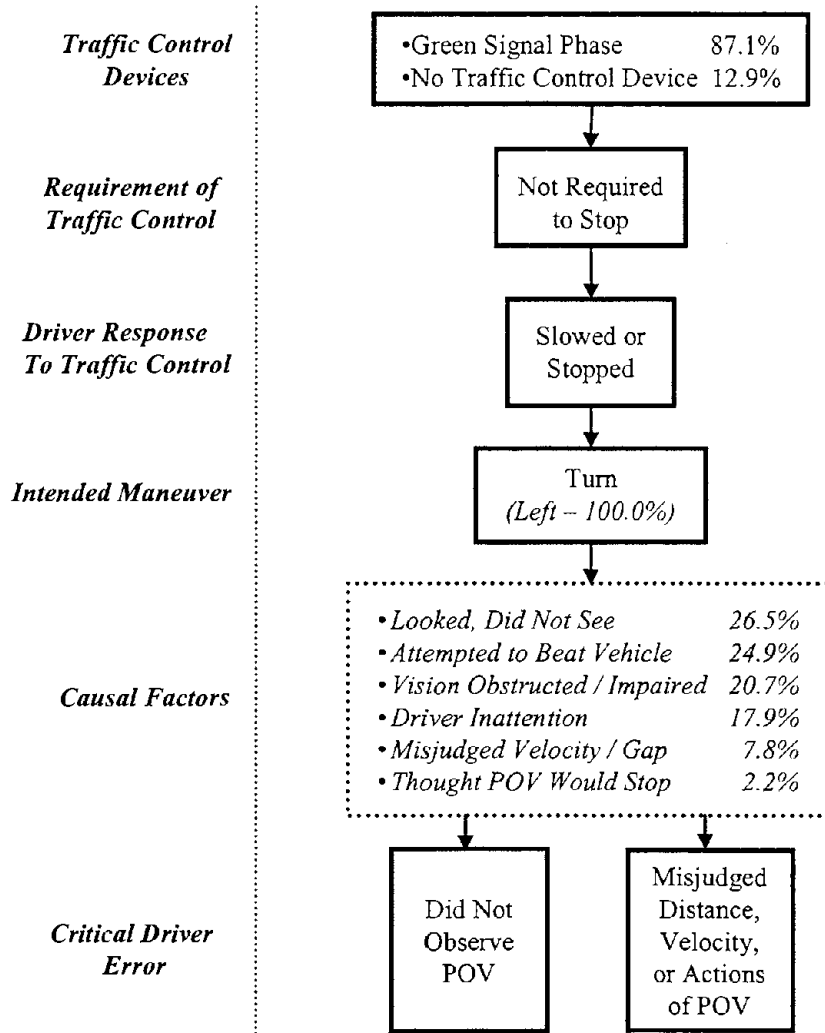 Traffic Control
Devices
•Green Signal Phase 87.1%
•No Traffic Control Device 12.9%
Requirement of
Traffic Control
Not Required
to Stop
Driver Response
To Traffic Control
Slowed or
Stopped
Intended Maneuver
Turn
(Left – 100.0%)
Causal Factors
•Looked, Did Not See 26.5%
•Attempted to Beat Vehicle 24.9%
•Vision Obstructed / Impaired 20.7%
•Driver Inattention 17.9%
•Misjudged Velocity / Gap 7.8%
•Thought POV Would Stop 2.2%
Critical Driver
Error
Did Not
Observe
POV
Misjudged
Distance,
Velocity,
or Actions
of POV